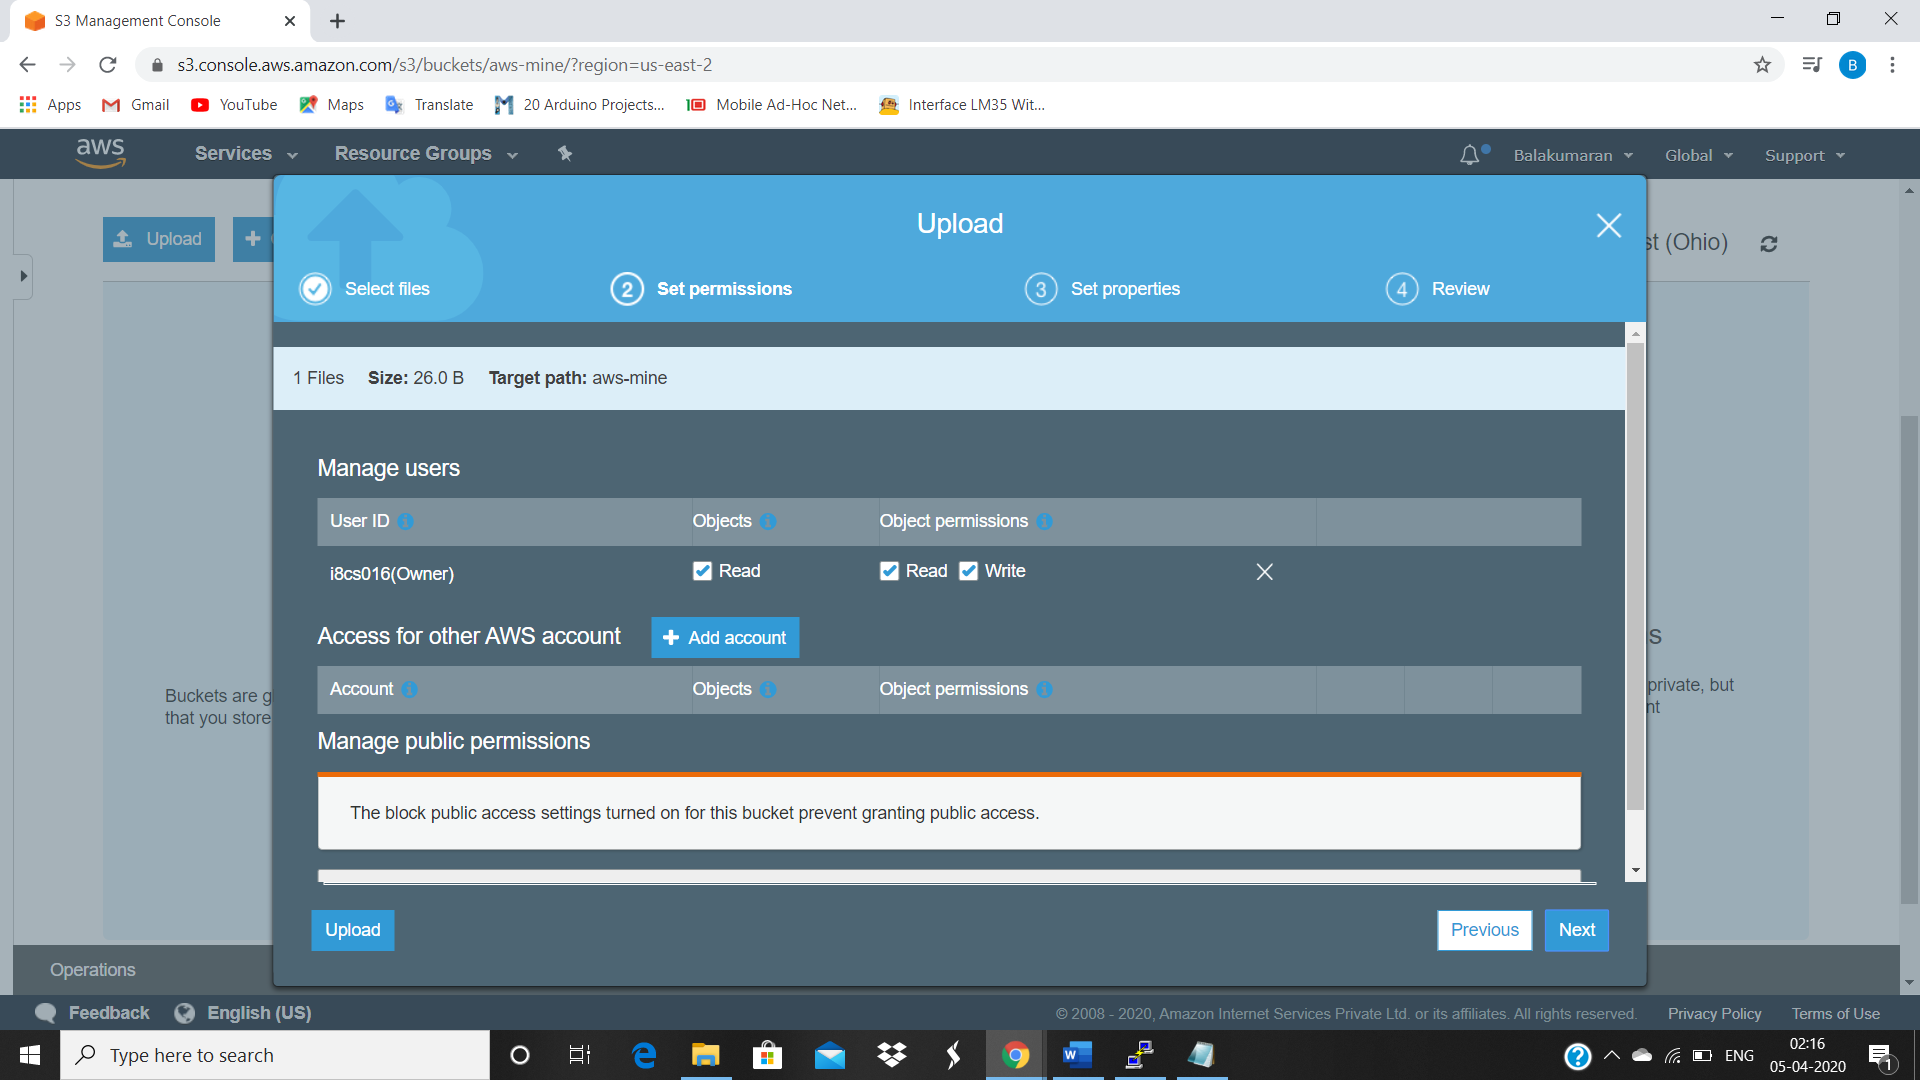 S3 Management Console
s3.console.aws.amazon.com/s3/buckets/aws-mine/?region=us-east-2
B
Apps Gmail YouTube Maps Translate 20 Arduino Projects... Mobile Ad-Hoc Net... Interface LM35 Wit...
aws Services Resource Groups Balakumaran Global Support
Upload
Upload
st (Ohio)
Select files 2 Set permissions 3 Set properties 4 Review
1 Files Size: 26.0 B Target path: aws-mine
Manage users
User ID Objects Object permissions
i8cs016(Owner) Read Read Write
Access for other AWS account Add account
Account Objects Object permissions
Manage public permissions
The block public access settings turned on for this bucket prevent granting public access.
Buckets are g
that you store
s
private, but
nt
Upload Previous Next
Operations
Feedback English (US) © 2008 - 2020, Amazon Internet Services Private Ltd. or its affiliates. All rights reserved. Privacy Policy Terms of Use
Type here to search
ENG
02:16
05-04-2020
1